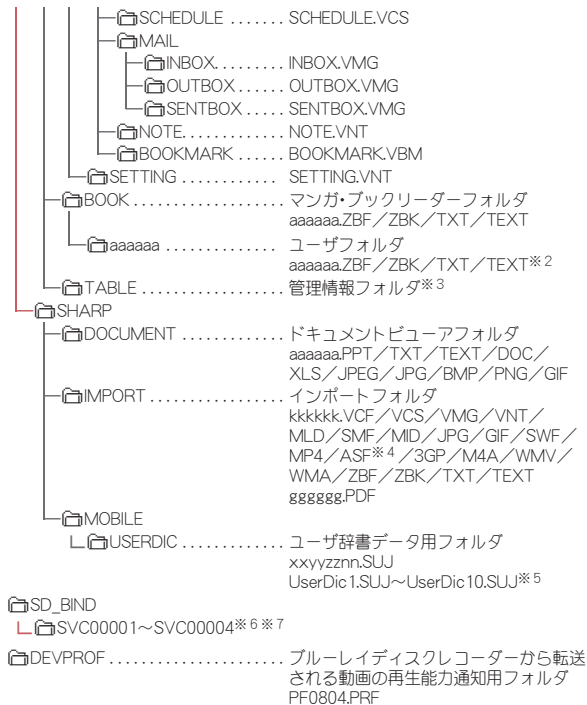 SCHEDULE ....... SCHEDULE.VCS
MAIL
INBOX......... INBOX.VMG
OUTBOX ...... OUTBOX.VMG
SENTBOX ..... SENTBOX.VMG
NOTE............. NOTE.VNT
BOOKMARK ...... BOOKMARK.VBM
SETTING ............ SETTING.VNT
BOOK ................. マンガ・ブックリーダーフォルダ
aaaaaa.ZBF／ZBK／TXT／TEXT
aaaaaa .............. ユーザフォルダ
aaaaaa.ZBF／ZBK／TXT／TEXT※2
TABLE ................ 管理情報フォルダ※3
SHARP
DOCUMENT ............ ドキュメントビューアフォルダ
aaaaaa.PPT／TXT／TEXT／DOC／
XLS／JPEG／JPG／BMP／PNG／GIF
IMPORT ............... インポートフォルダ
kkkkkk.VCF／VCS／VMG／VNT／
MLD／SMF／MID／JPG／GIF／SWF／
MP4／ASF※4／3GP／M4A／WMV／
WMA／ZBF／ZBK／TXT／TEXT
gggggg.PDF
MOBILE
USERDIC ............. ユーザ辞書データ用フォルダ
xxyyzznn.SUJ
UserDic1.SUJ～UserDic10.SUJ※5
SD_BIND
SVC00001～SVC00004※6※7
DEVPROF ...................... ブルーレイディスクレコーダーから転送
される動画の再生能力通知用フォルダ
PF0804.PRF